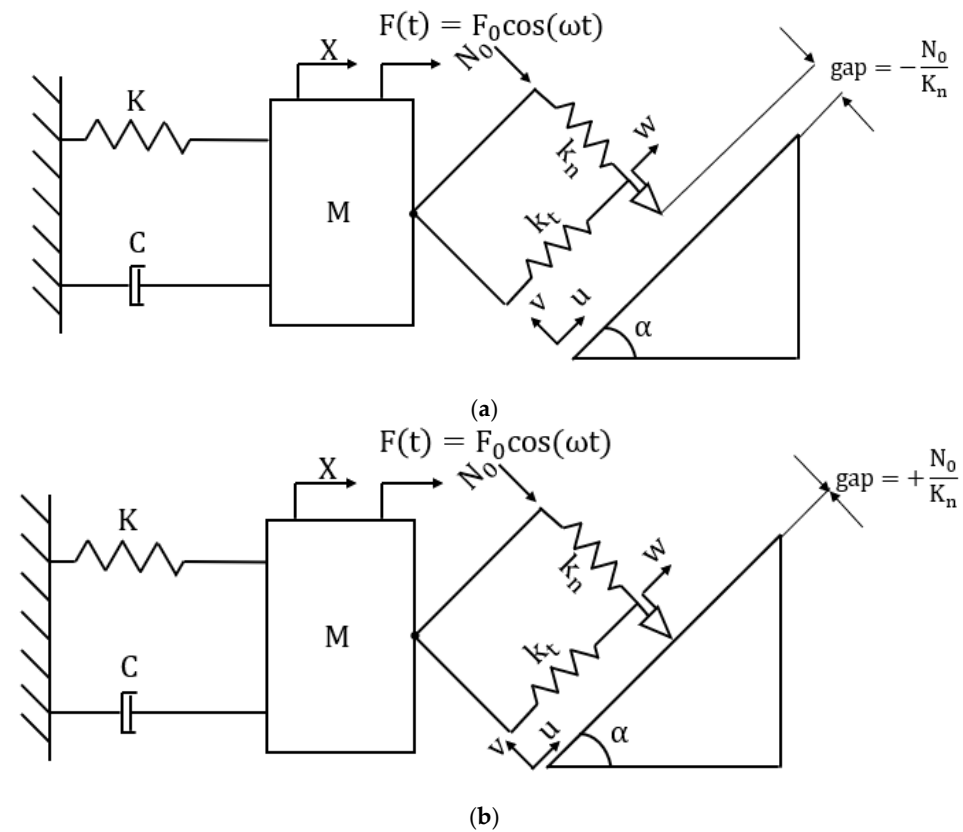 F(t) = F₀cos(ωt)
X
N₀
gap = − N₀/Kₙ
K
kₙ
w
M
kₜ
C
v
u
α
(a)
F(t) = F₀cos(ωt)
X
N₀
gap = + N₀/Kₙ
K
kₙ
w
M
kₜ
C
v
u
α
(b)